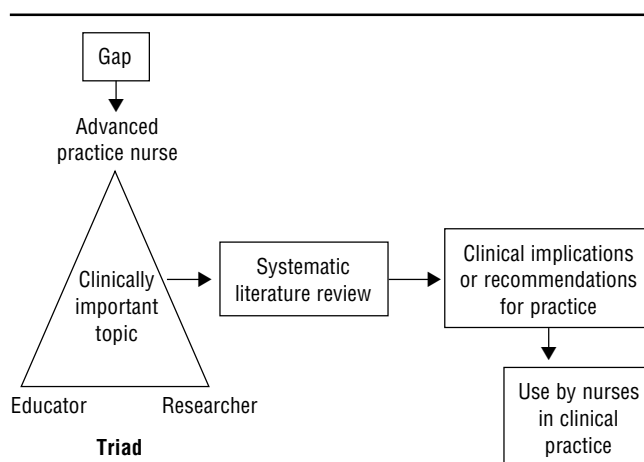 Gap
Advanced
practice nurse
Clinically
important
topic
Educator
Researcher
Triad
Systematic
literature review
Clinical implications
or recommendations
for practice
Use by nurses
in clinical
practice